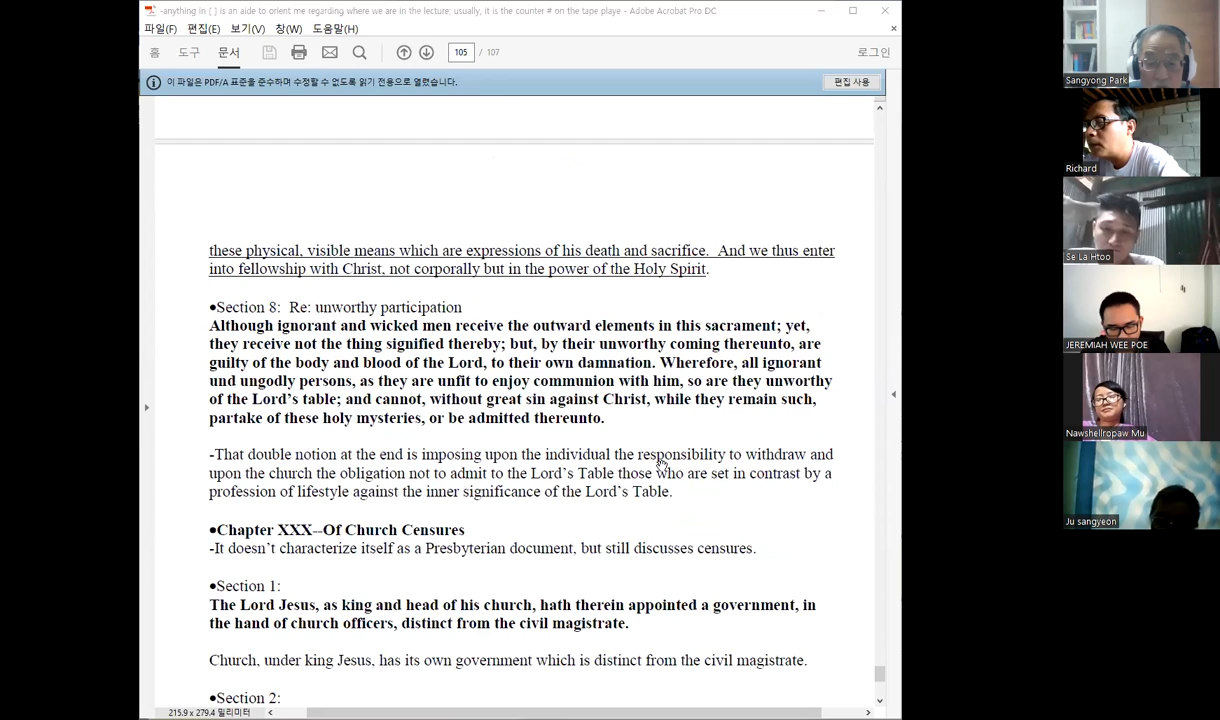 -anything in { } is an aide to orient me regarding where we are in the lecture; usually, it is the counter # on the tape playe - Adobe Acrobat Pro DC
파일(F) 편집(E) 보기(V) 창(W) 도움말(H)
홈 도구 문서 105 / 107 로그인
이 파일은 PDF/A 표준을 준수하며 수정할 수 없도록 읽기 전용으로 열렸습니다. 편집 사용
these physical, visible means which are expressions of his death and sacrifice. And we thus enter
into fellowship with Christ, not corporally but in the power of the Holy Spirit.
•Section 8: Re: unworthy participation
Although ignorant and wicked men receive the outward elements in this sacrament; yet,
they receive not the thing signified thereby; but, by their unworthy coming thereunto, are
guilty of the body and blood of the Lord, to their own damnation. Wherefore, all ignorant
und ungodly persons, as they are unfit to enjoy communion with him, so are they unworthy
of the Lord's table; and cannot, without great sin against Christ, while they remain such,
partake of these holy mysteries, or be admitted thereunto.
-That double notion at the end is imposing upon the individual the responsibility to withdraw and
upon the church the obligation not to admit to the Lord's Table those who are set in contrast by a
profession of lifestyle against the inner significance of the Lord's Table.
•Chapter XXX--Of Church Censures
-It doesn't characterize itself as a Presbyterian document, but still discusses censures.
•Section 1:
The Lord Jesus, as king and head of his church, hath therein appointed a government, in
the hand of church officers, distinct from the civil magistrate.
Church, under king Jesus, has its own government which is distinct from the civil magistrate.
•Section 2:
215.9 x 279.4 밀리미터
Sangyong Park
Richard
Se La Htoo
JEREMIAH WEE POE
Nawshellropaw Mu
Ju sangyeon